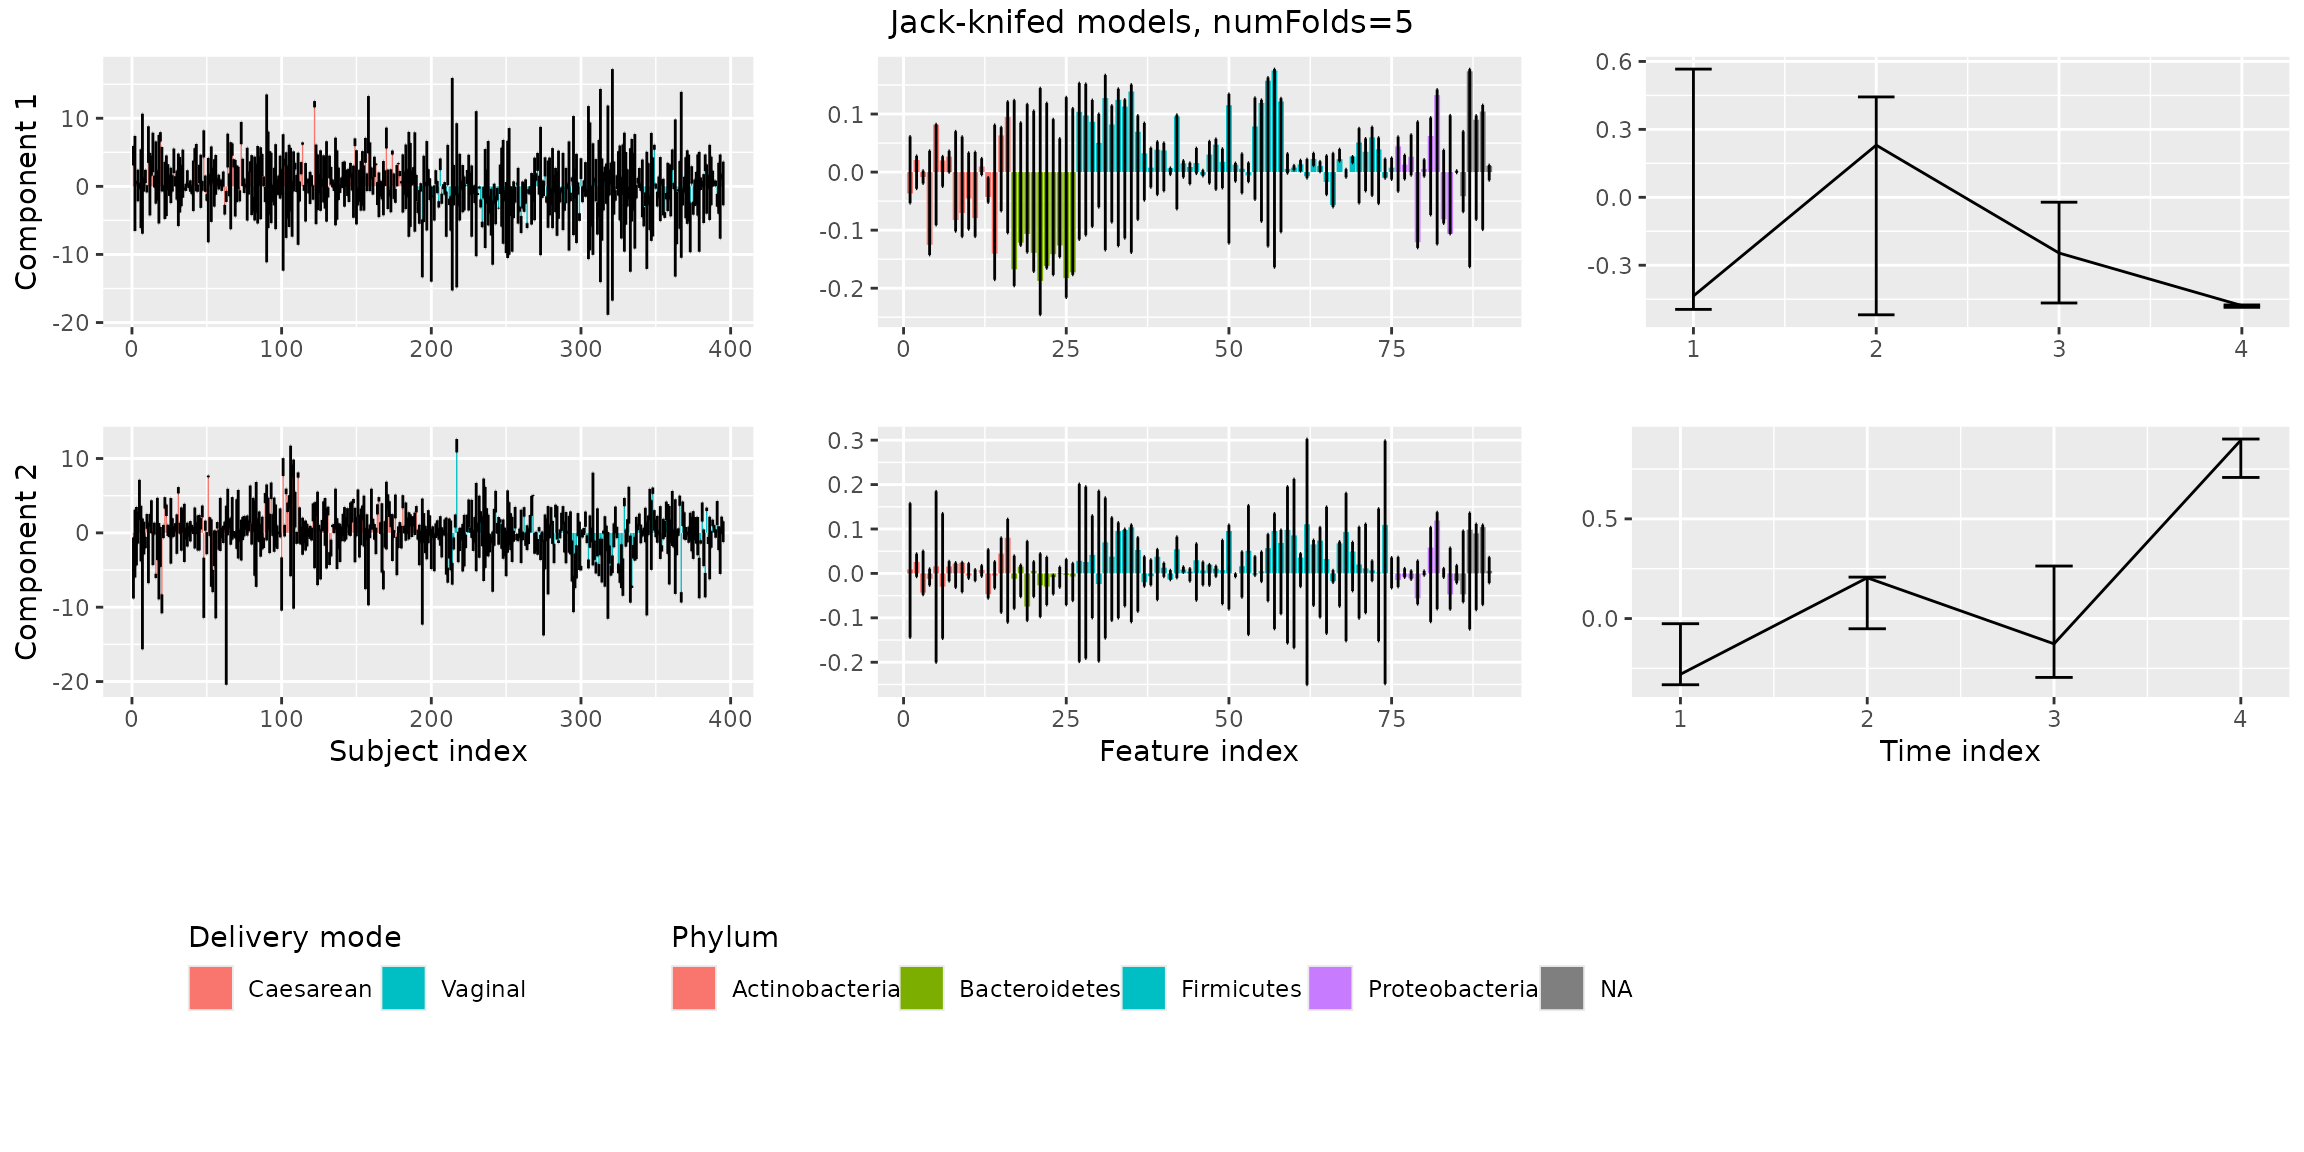 Jack-knifed models, numFolds=5
Component 1
10
0
-10
-20
0 100 200 300 400
0.1
0.0
-0.1
-0.2
0 25 50 75
0.6
0.3
0.0
-0.3
1 2 3 4
Component 2
10
0
-10
-20
0 100 200 300 400
Subject index
0.3
0.2
0.1
0.0
-0.1
-0.2
0 25 50 75
Feature index
0.5
0.0
1 2 3 4
Time index
Delivery mode
Caesarean Vaginal
Phylum
Actinobacteria Bacteroidetes Firmicutes Proteobacteria NA